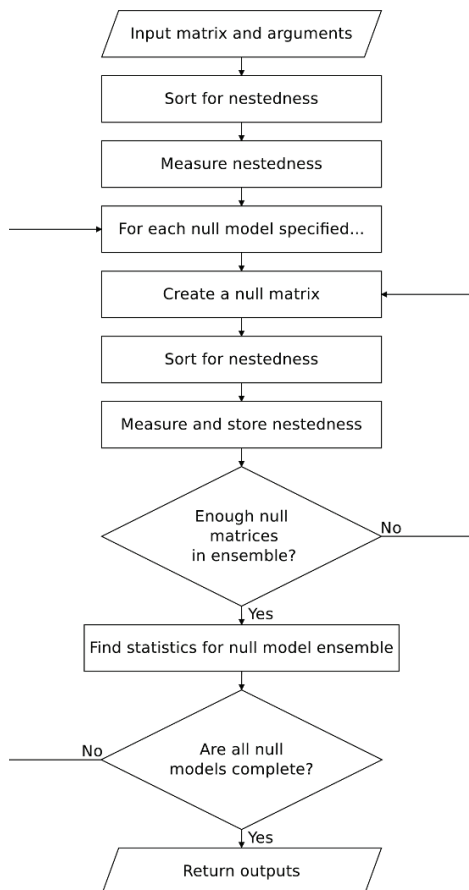 Input matrix and arguments
Sort for nestedness
Measure nestedness
For each null model specified...
Create a null matrix
Sort for nestedness
Measure and store nestedness
Enough null
matrices
in ensemble?
No
Yes
Find statistics for null model ensemble
Are all null
models complete?
No
Yes
Return outputs